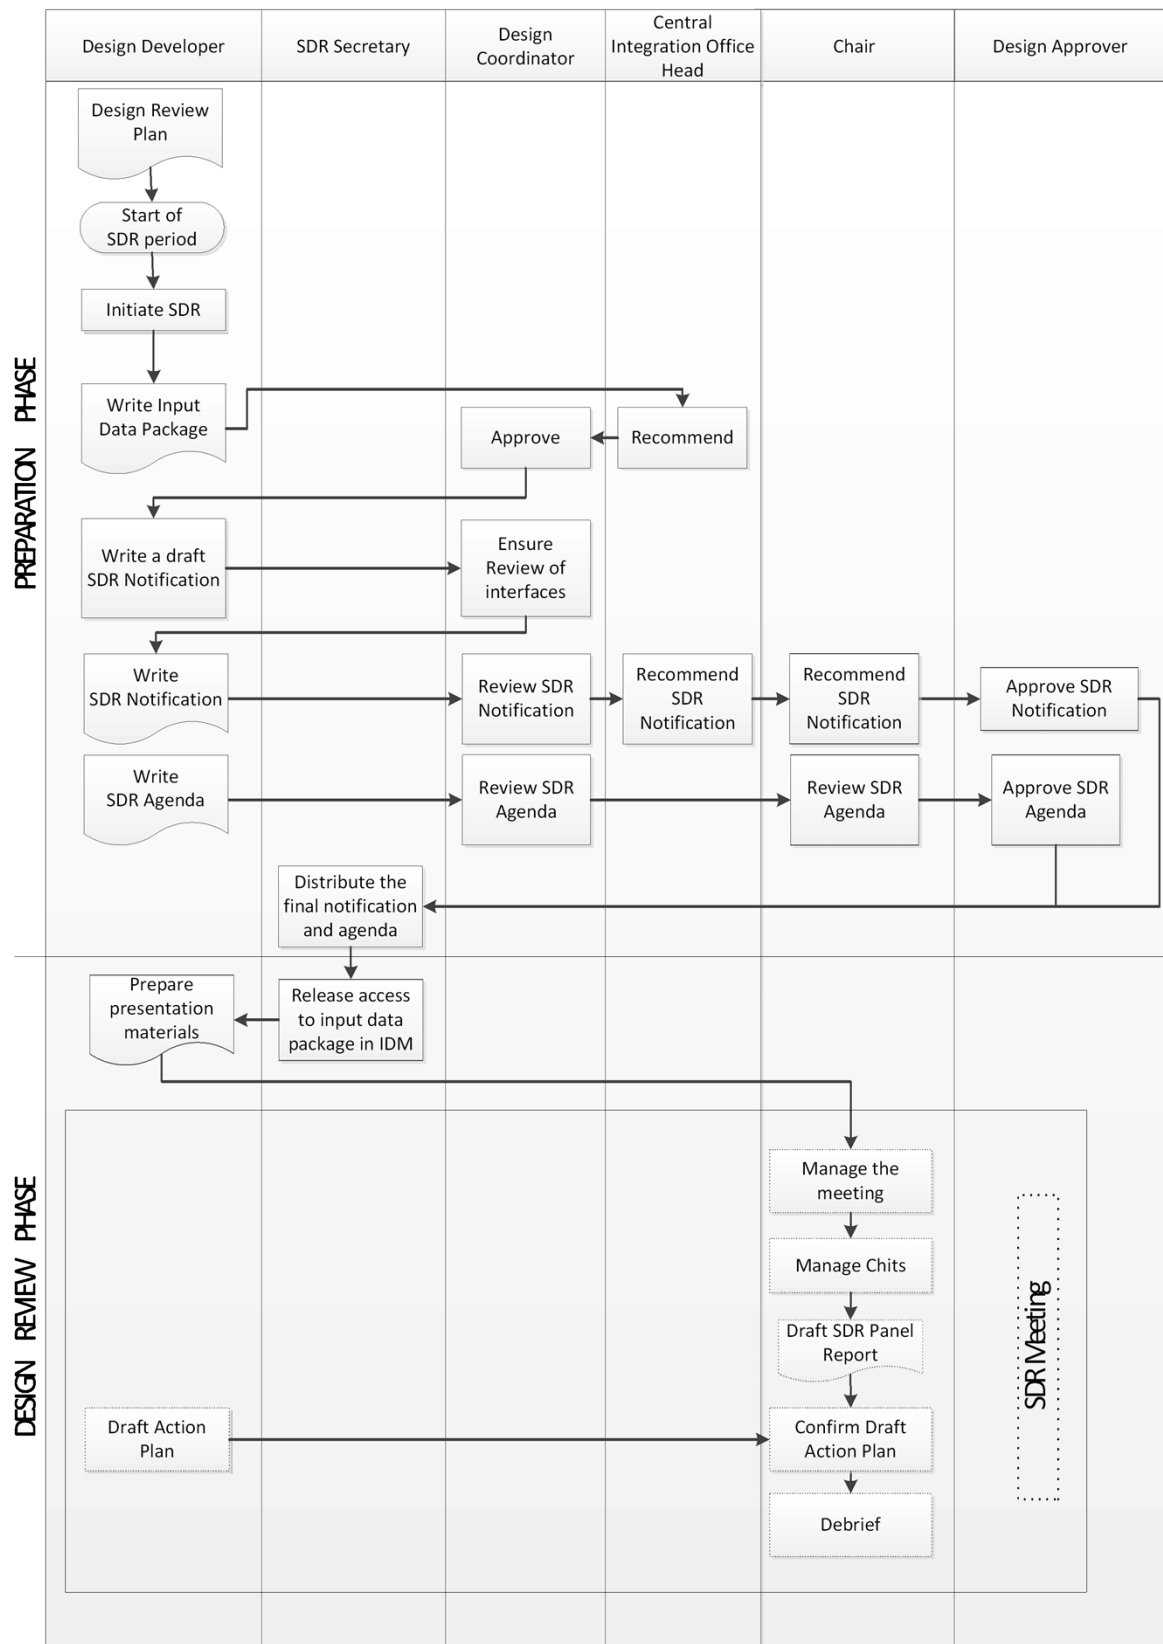 Design Developer
SDR Secretary
Design
Coordinator
Central
Integration Office
Head
Chair
Design Approver
PREPARATION PHASE
Design Review
Plan
Start of
SDR period
Initiate SDR
Write Input
Data Package
Approve
Recommend
Write a draft
SDR Notification
Ensure
Review of
interfaces
Write
SDR Notification
Review SDR
Notification
Recommend
SDR
Notification
Recommend
SDR
Notification
Approve SDR
Notification
Write
SDR Agenda
Review SDR
Agenda
Review SDR
Agenda
Approve SDR
Agenda
Distribute the
final notification
and agenda
DESIGN REVIEW PHASE
Prepare
presentation
materials
Release access
to input data
package in IDM
Manage the
meeting
Manage Chits
Draft SDR Panel
Report
Draft Action
Plan
Confirm Draft
Action Plan
Debrief
SDR Meeting